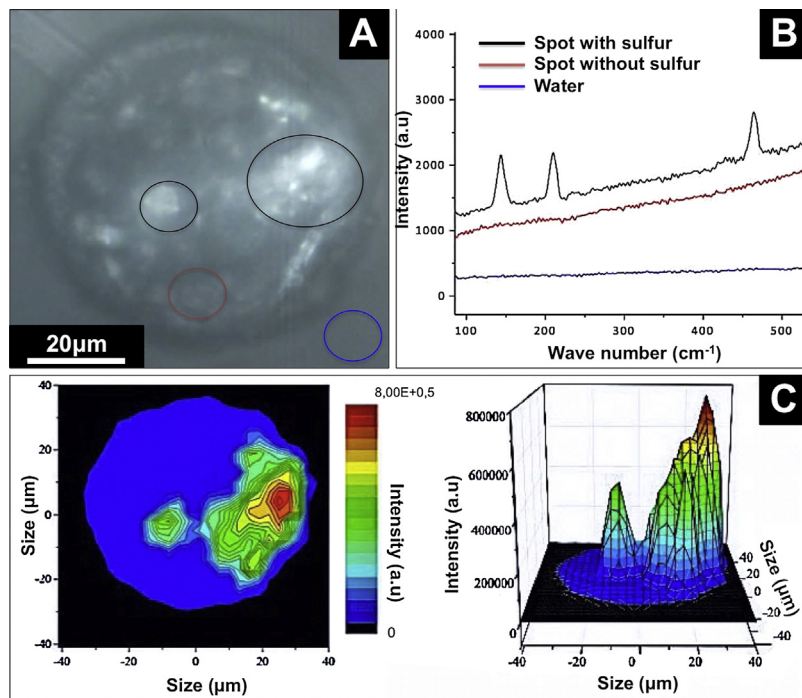 A
20μm
B
Spot with sulfur
Spot without sulfur
Water
Intensity (a.u)
4000
3000
2000
1000
0
100 200 300 400 500
Wave number (cm-1)
C
40
20
0
-20
-40
Size (μm)
-40 -20 0 20 40
Size (μm)
8,00E+0,5
0
Intensity (a.u)
800000
600000
400000
200000
0
Intensity (a.u)
-40 -20 0 20 40
Size (μm)
40
20
0
-20
-40
Size (μm)